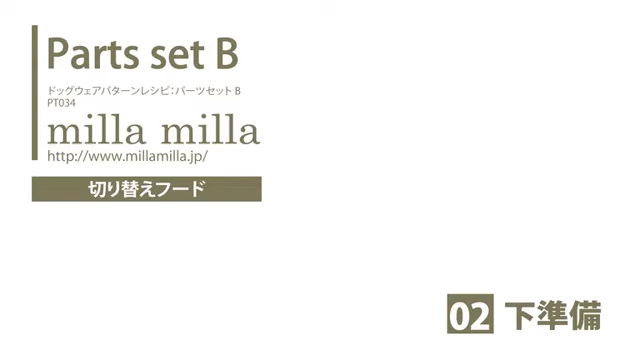 Parts set B
ドッグウェアパターンレシピ：パーツセット B
PT034
milla milla
http://www.millamilla.jp/
切り替えフード
02 下準備